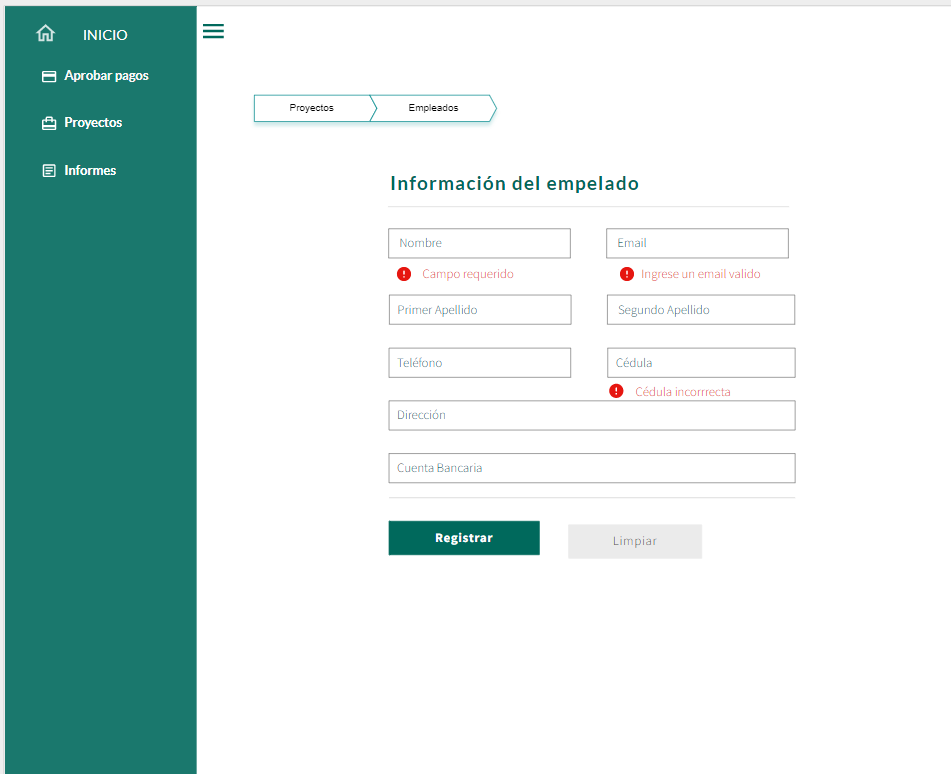 INICIO
Aprobar pagos
Proyectos
Informes
Proyectos Empleados
Información del empelado
Nombre Email
Campo requerido Ingrese un email valido
Primer Apellido Segundo Apellido
Teléfono Cédula
Cédula incorrrecta
Dirección
Cuenta Bancaria
Registrar Limpiar